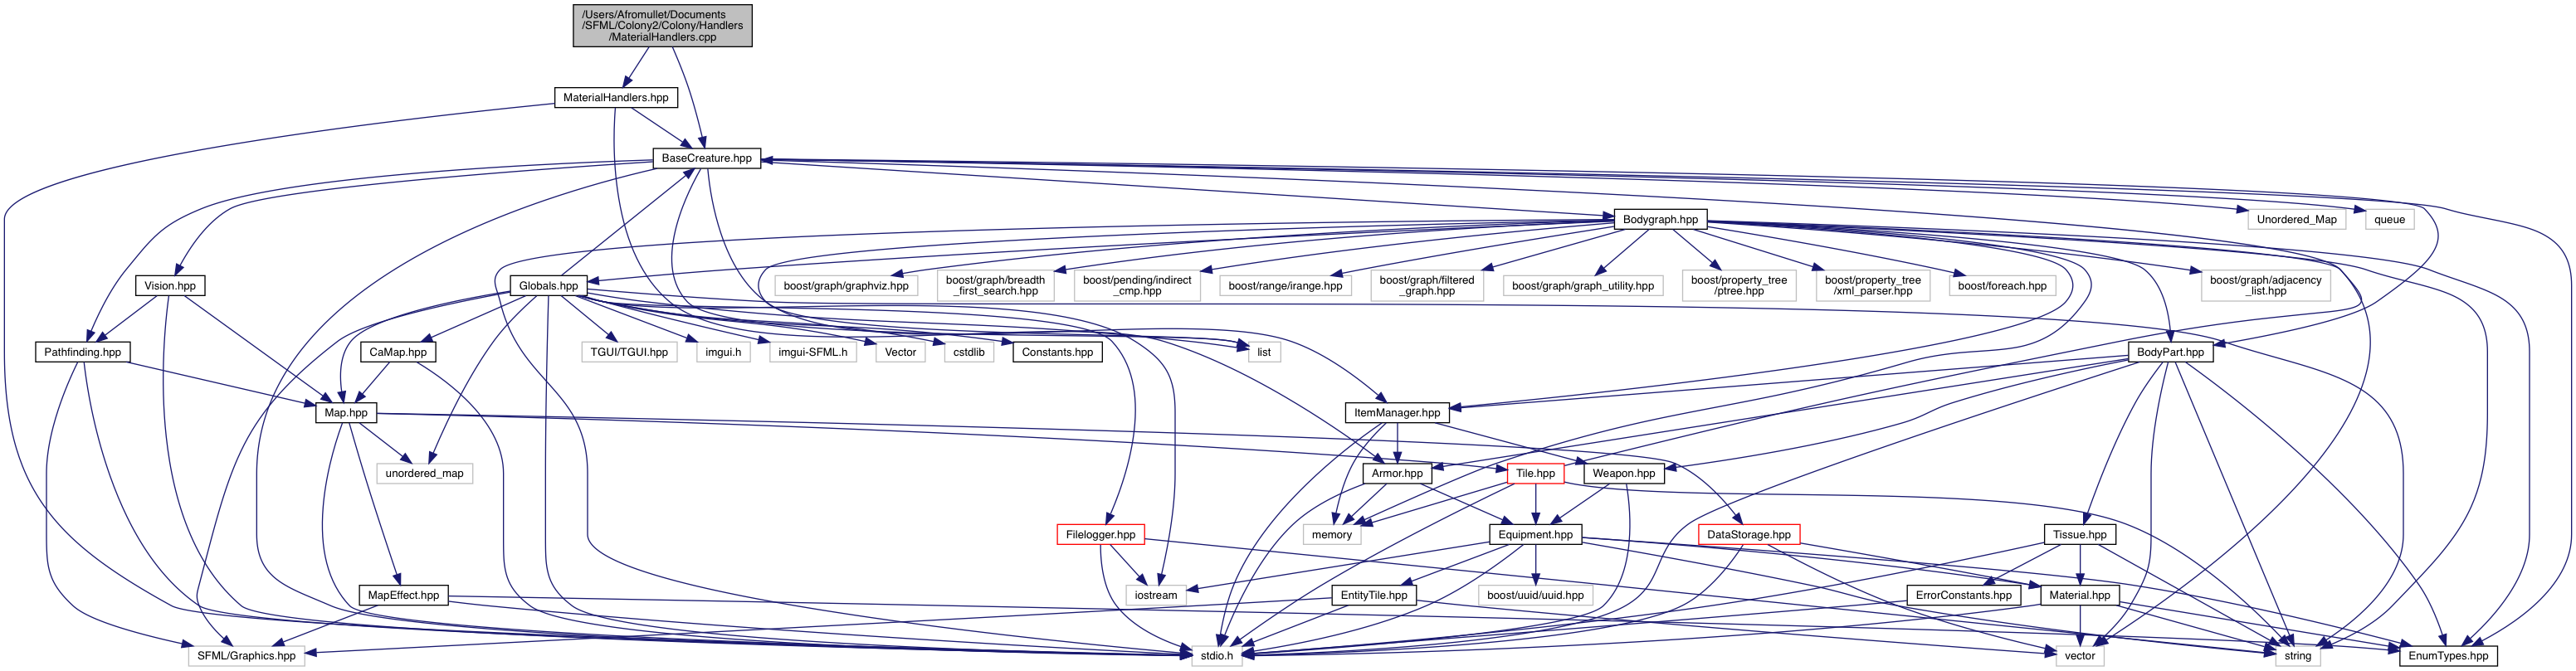 /Users/Afromullet/Documents
/SFML/Colony2/Colony/Handlers
/MaterialHandlers.cpp
MaterialHandlers.hpp
BaseCreature.hpp
Bodygraph.hpp
Unordered_Map
queue
Vision.hpp
Globals.hpp
boost/graph/graphviz.hpp
boost/graph/breadth
_first_search.hpp
boost/pending/indirect
_cmp.hpp
boost/range/irange.hpp
boost/graph/filtered
_graph.hpp
boost/graph/graph_utility.hpp
boost/property_tree
/ptree.hpp
boost/property_tree
/xml_parser.hpp
boost/foreach.hpp
boost/graph/adjacency
_list.hpp
Pathfinding.hpp
CaMap.hpp
TGUI/TGUI.hpp
imgui.h
imgui-SFML.h
Vector
cstdlib
Constants.hpp
list
BodyPart.hpp
Map.hpp
ItemManager.hpp
unordered_map
Armor.hpp
Tile.hpp
Weapon.hpp
Filelogger.hpp
memory
Equipment.hpp
DataStorage.hpp
Tissue.hpp
MapEffect.hpp
iostream
EntityTile.hpp
boost/uuid/uuid.hpp
ErrorConstants.hpp
Material.hpp
SFML/Graphics.hpp
stdio.h
vector
string
EnumTypes.hpp